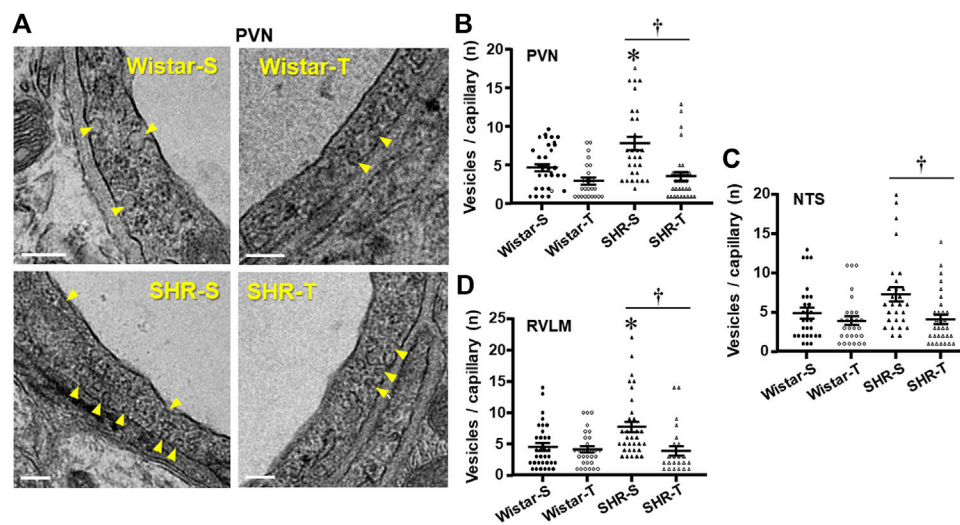 A
PVN
Wistar-S
Wistar-T
SHR-S
SHR-T
B
Vesicles / capillary (n)
20
15
10
5
0
PVN
*
†
Wistar-S
Wistar-T
SHR-S
SHR-T
C
Vesicles / capillary (n)
20
15
10
5
0
NTS
†
Wistar-S
Wistar-T
SHR-S
SHR-T
D
Vesicles / capillary (n)
25
20
15
10
5
0
RVLM
*
†
Wistar-S
Wistar-T
SHR-S
SHR-T